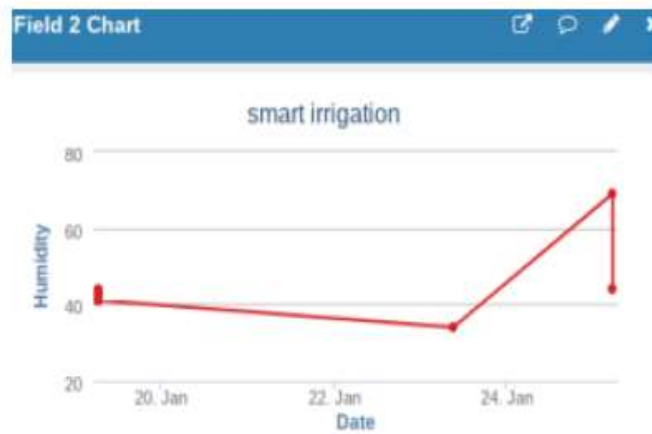 Field 2 Chart
smart irrigation
80
60
40
20
Humidity
20. Jan 22. Jan 24. Jan
Date